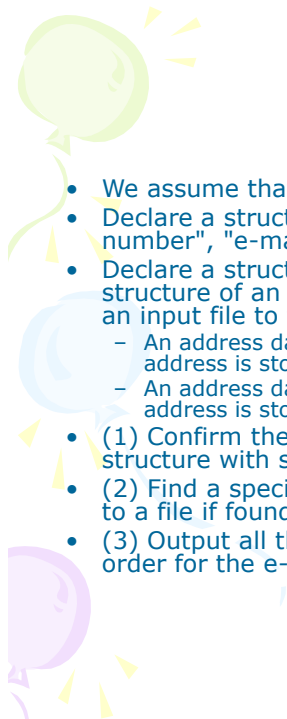 • We assume tha
• Declare a struct
number", "e-ma
• Declare a struct
structure of an
an input file to
– An address da
address is sto
– An address da
address is sto
• (1) Confirm the
structure with s
• (2) Find a speci
to a file if found
• (3) Output all th
order for the e-